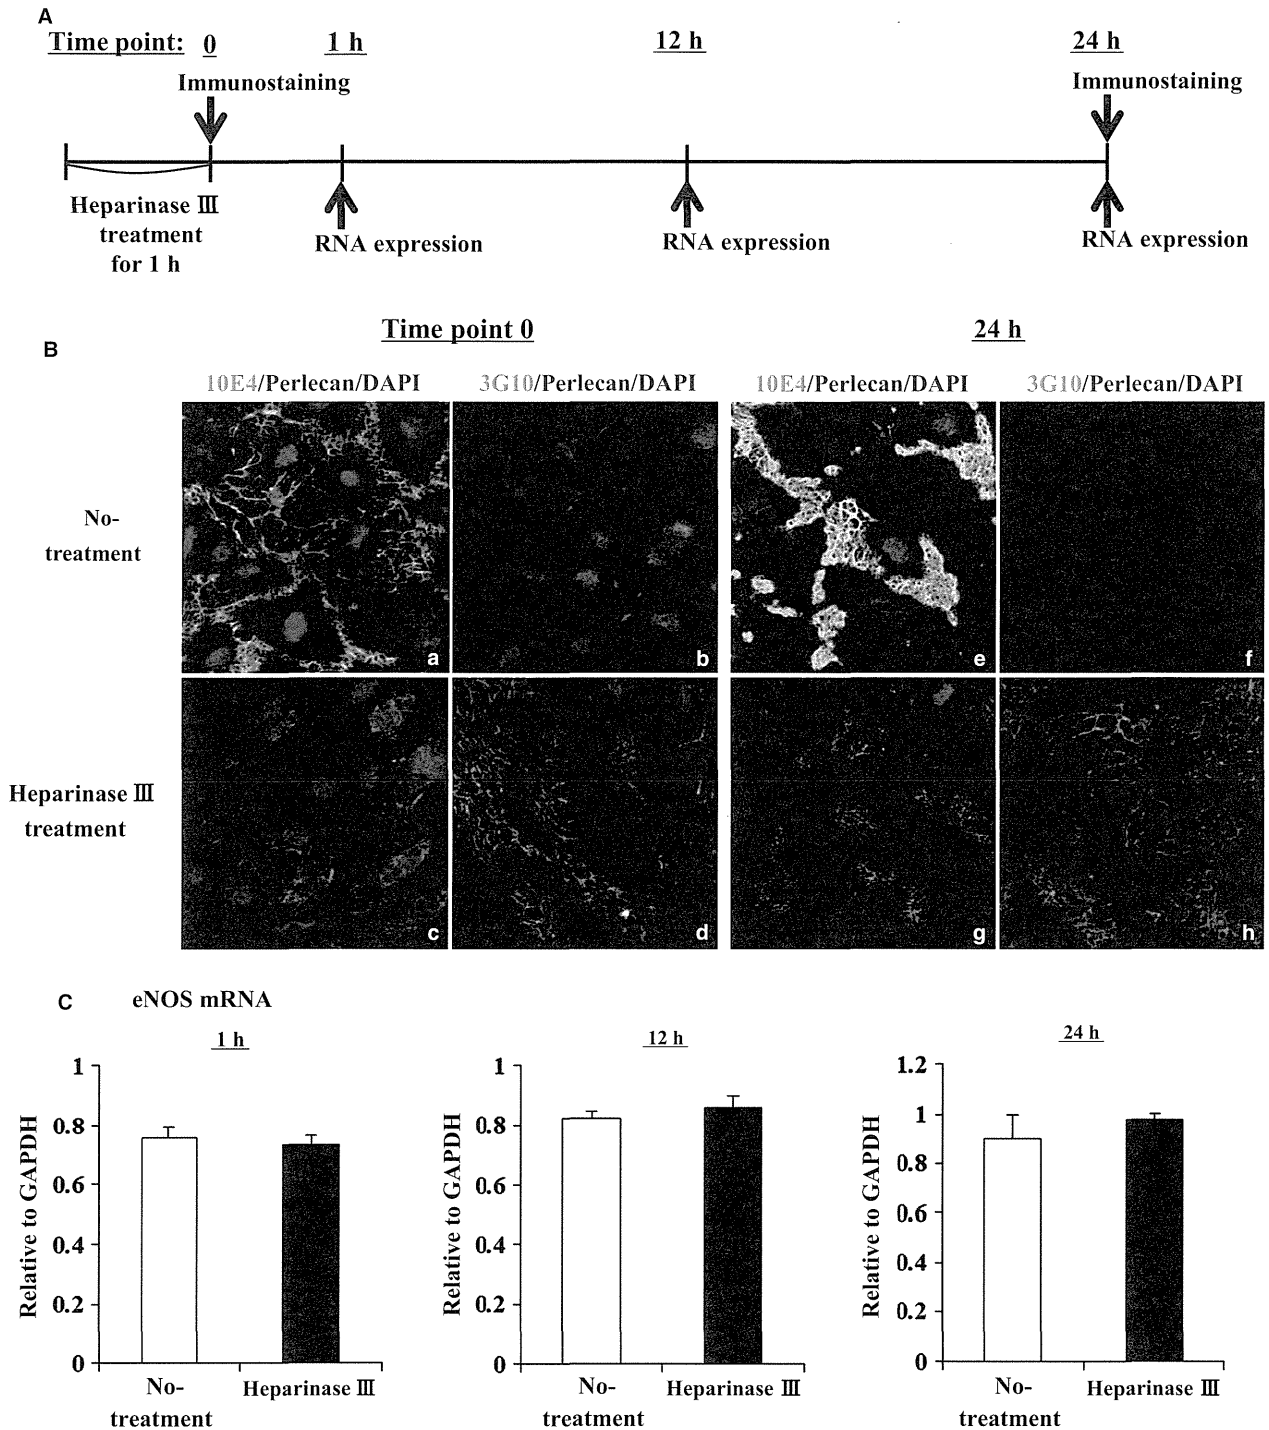 A
Time point: 0 1 h 12 h 24 h
Immunostaining Immunostaining
Heparinase Ⅲ
treatment
for 1 h
RNA expression RNA expression RNA expression
B
Time point 0 24 h
10E4/Perlecan/DAPI 3G10/Perlecan/DAPI 10E4/Perlecan/DAPI 3G10/Perlecan/DAPI
No-
treatment
a b e f
Heparinase Ⅲ
treatment
c d g h
C eNOS mRNA
1 h
Relative to GAPDH
1
0.8
0.6
0.4
0.2
0
No-
treatment
Heparinase Ⅲ
12 h
Relative to GAPDH
1
0.8
0.6
0.4
0.2
0
No-
treatment
Heparinase Ⅲ
24 h
Relative to GAPDH
1.2
1
0.8
0.6
0.4
0.2
0
No-
treatment
Heparinase Ⅲ